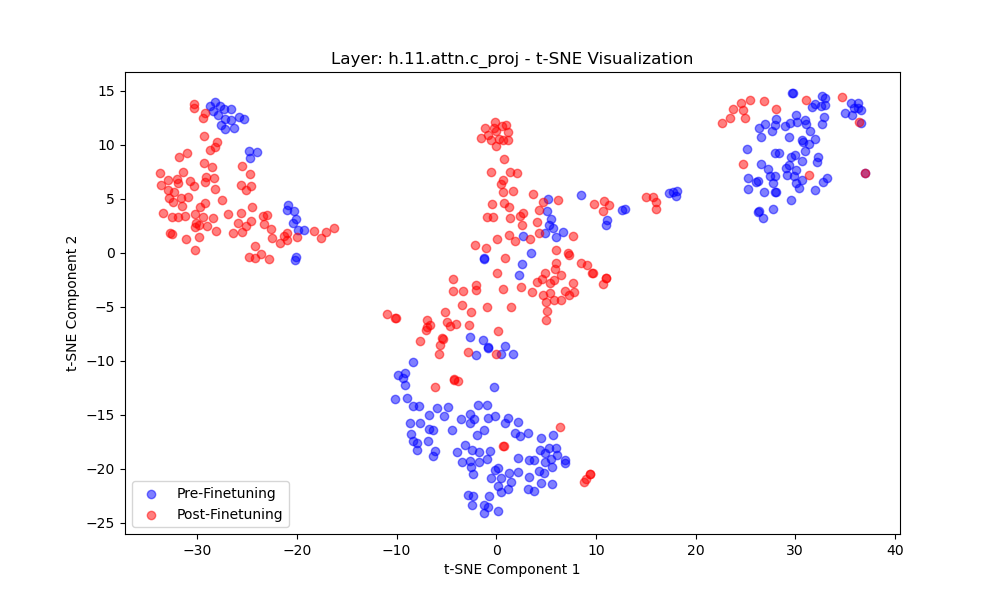 Layer: h.11.attn.c_proj - t-SNE Visualization
15
10
5
0
−5
−10
−15
−20
−25
t-SNE Component 2
Pre-Finetuning
Post-Finetuning
−30 −20 −10 0 10 20 30 40
t-SNE Component 1